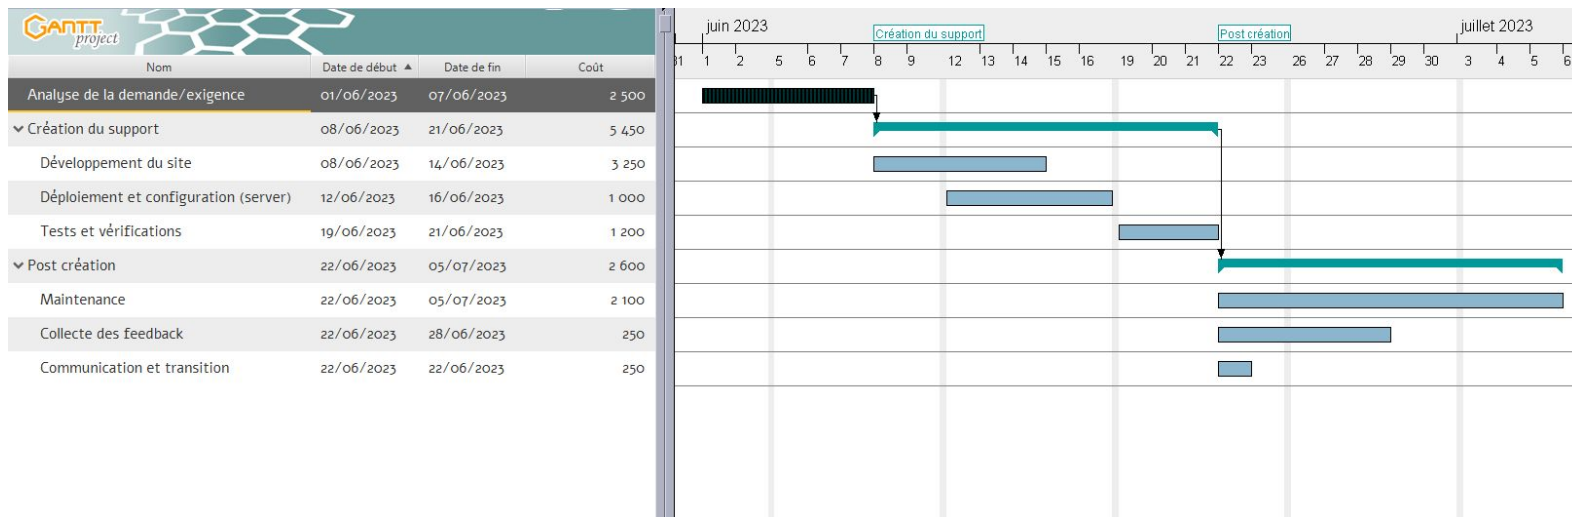 GANTT
project
juin 2023
juillet 2023
Création du support
Post création
31 1 2 5 6 7 8 9 12 13 14 15 16 19 20 21 22 23 26 27 28 29 30 3 4 5 6
Nom Date de début Date de fin Coût
Analyse de la demande/exigence 01/06/2023 07/06/2023 2 500
Création du support 08/06/2023 21/06/2023 5 450
Développement du site 08/06/2023 14/06/2023 3 250
Déploiement et configuration (server) 12/06/2023 16/06/2023 1 000
Tests et vérifications 19/06/2023 21/06/2023 1 200
Post création 22/06/2023 05/07/2023 2 600
Maintenance 22/06/2023 05/07/2023 2 100
Collecte des feedback 22/06/2023 28/06/2023 250
Communication et transition 22/06/2023 22/06/2023 250